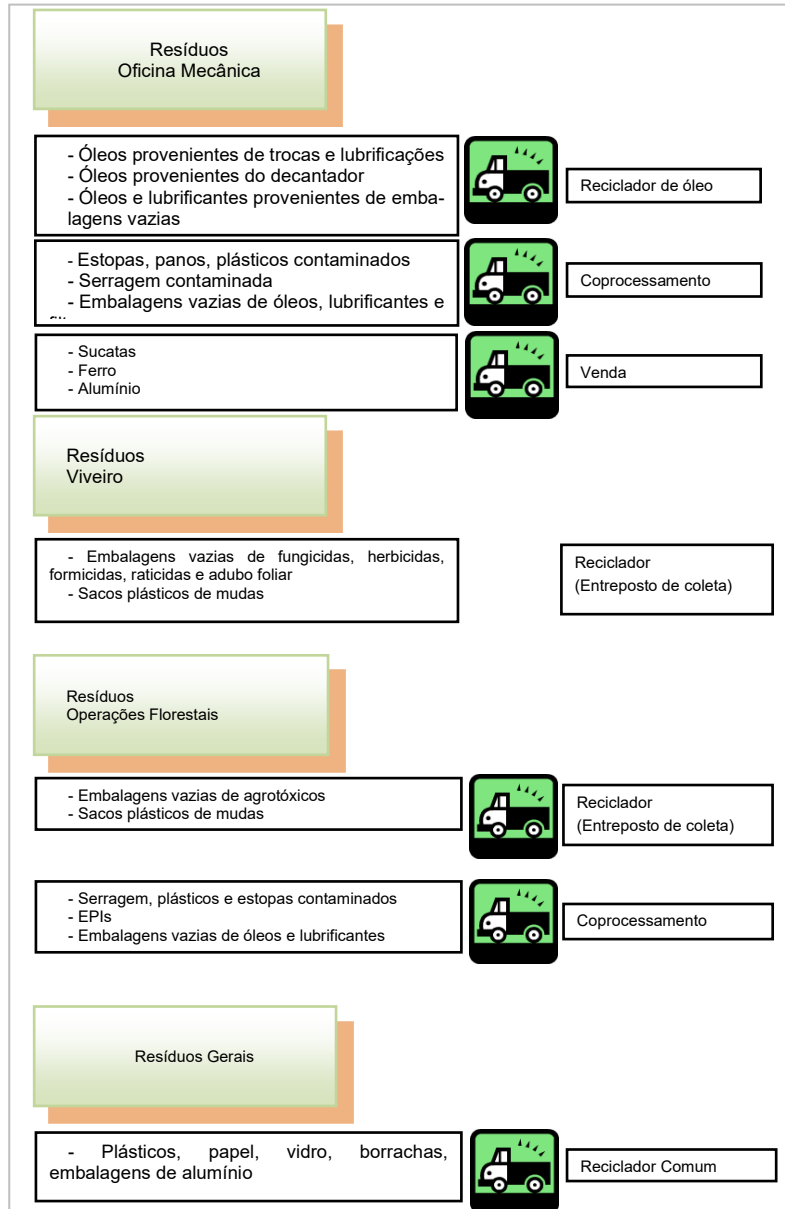 Resíduos
Oficina Mecânica
- Óleos provenientes de trocas e lubrificações
- Óleos provenientes do decantador
- Óleos e lubrificantes provenientes de emba-
lagens vazias
Reciclador de óleo
- Estopas, panos, plásticos contaminados
- Serragem contaminada
- Embalagens vazias de óleos, lubrificantes e
Coprocessamento
- Sucatas
- Ferro
- Alumínio
Venda
Resíduos
Viveiro
- Embalagens vazias de fungicidas, herbicidas,
formicidas, raticidas e adubo foliar
- Sacos plásticos de mudas
Reciclador
(Entreposto de coleta)
Resíduos
Operações Florestais
- Embalagens vazias de agrotóxicos
- Sacos plásticos de mudas
Reciclador
(Entreposto de coleta)
- Serragem, plásticos e estopas contaminados
- EPIs
- Embalagens vazias de óleos e lubrificantes
Coprocessamento
Resíduos Gerais
- Plásticos, papel, vidro, borrachas,
embalagens de alumínio
Reciclador Comum